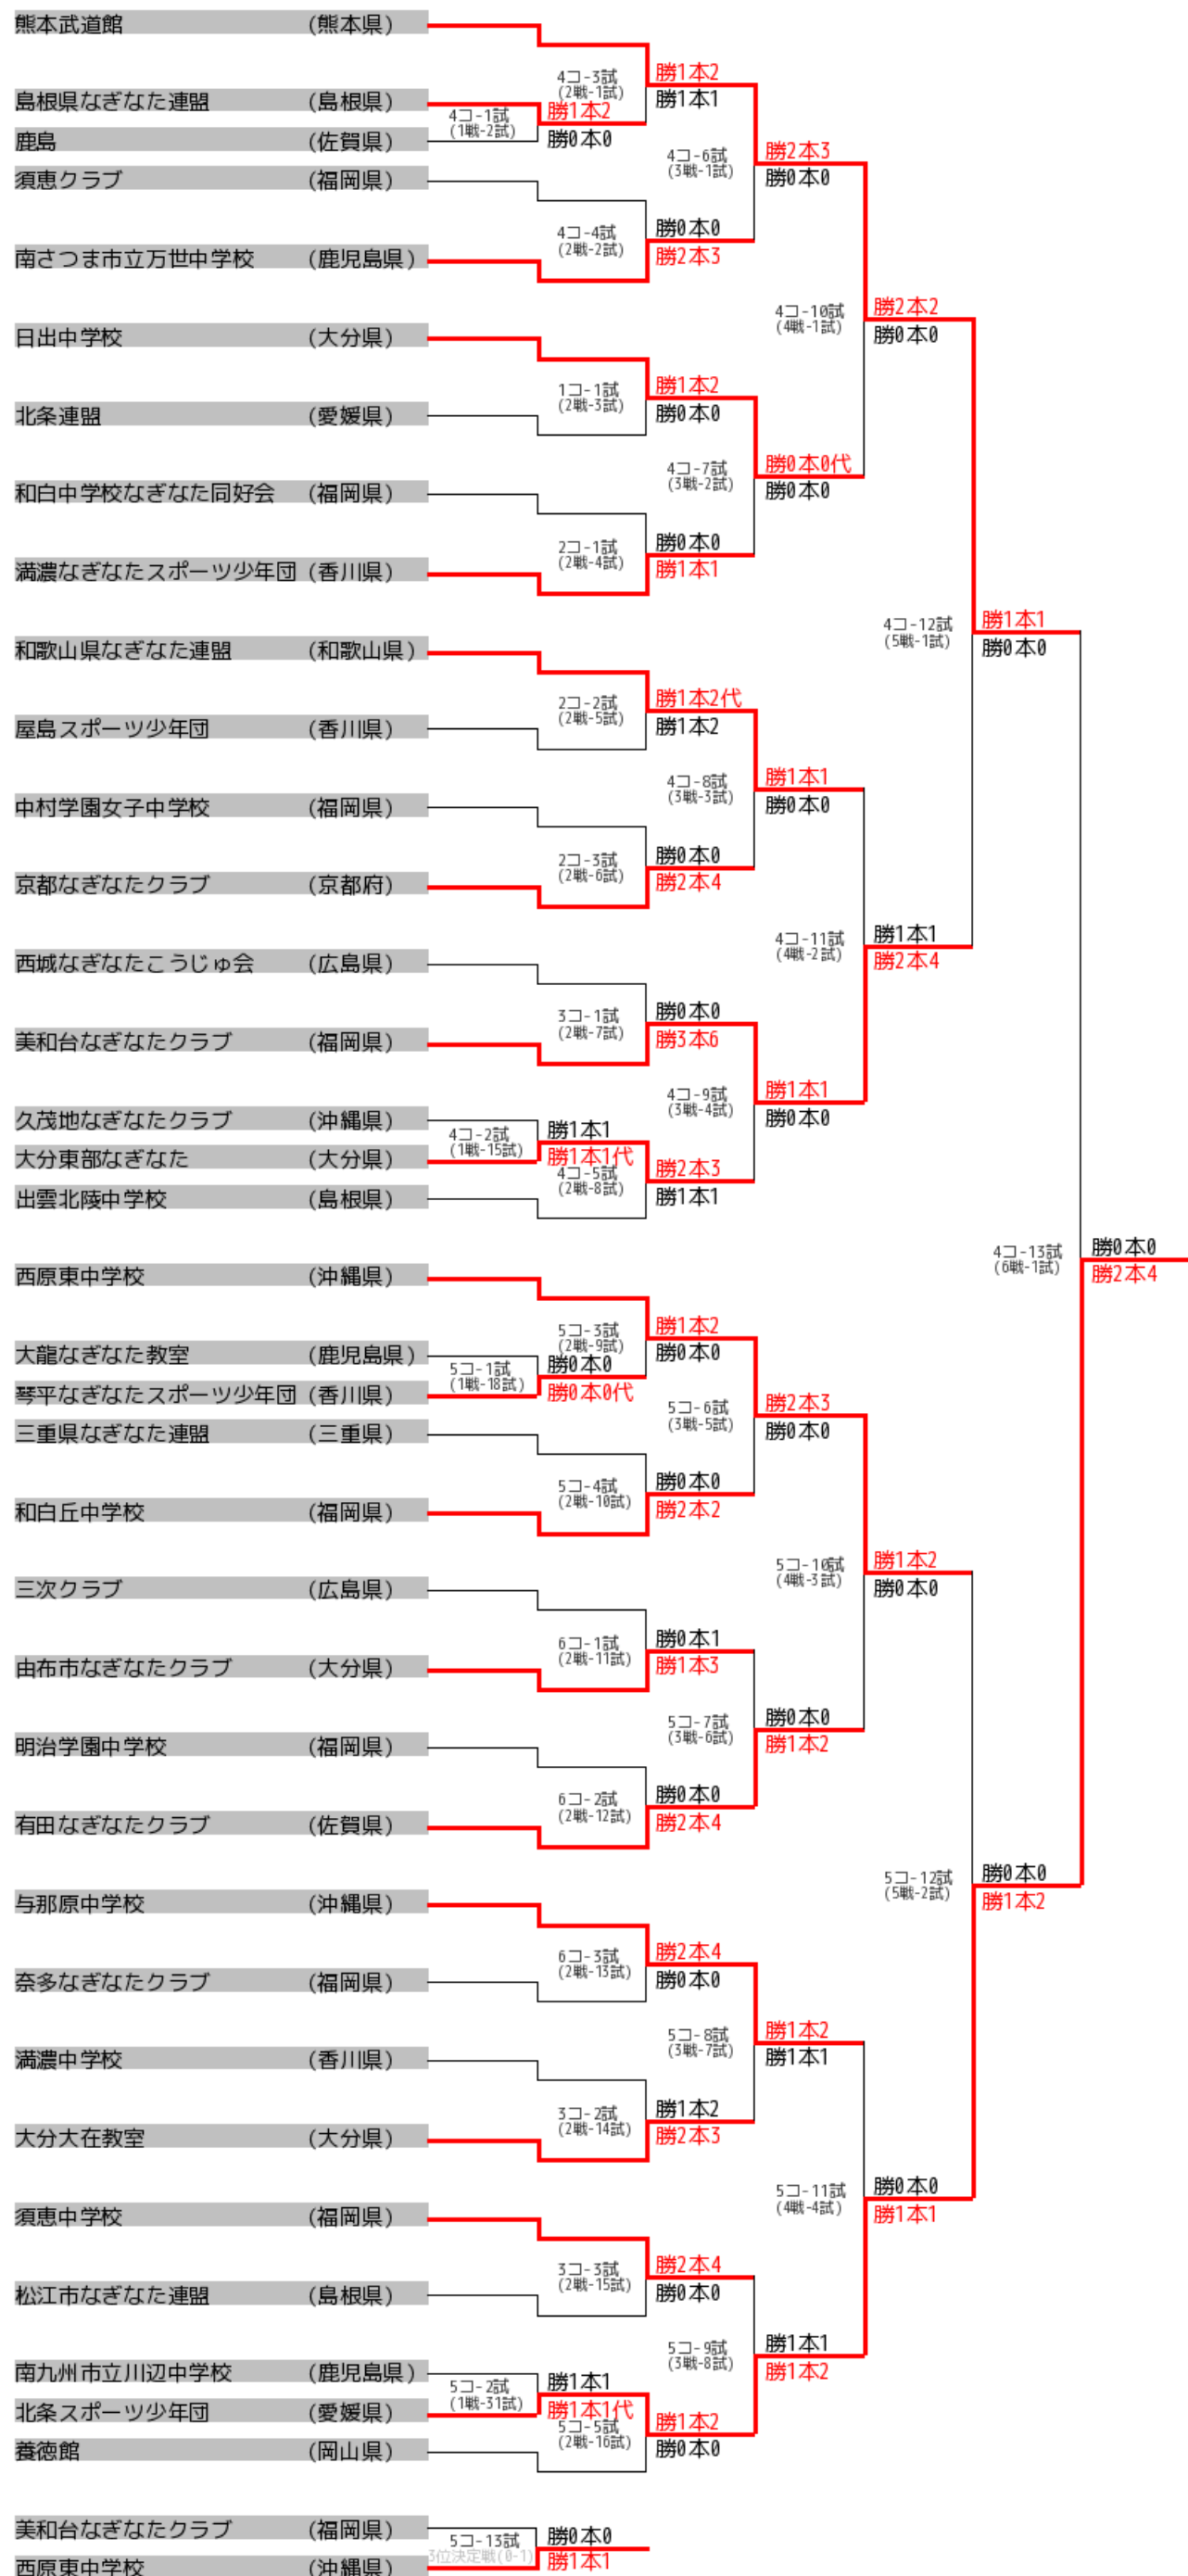 熊本武道館 (熊本県)
4コ-3試 勝1本2
(2戦-1試)
島根県なぎなた連盟 (島根県) 勝1本1
4コ-1試 勝1本2
(1戦-2試)
鹿島 (佐賀県) 勝0本0
4コ-6試 勝2本3
(3戦-1試) 勝0本0
須恵クラブ (福岡県)
4コ-4試 勝0本0
(2戦-2試)
南さつま市立万世中学校 (鹿児島県) 勝2本3
4コ-10試 勝2本2
(4戦-1試)
日出中学校 (大分県) 勝0本0
1コ-1試 勝1本2
(2戦-3試)
北条連盟 (愛媛県) 勝0本0
4コ-7試 勝0本0代
(3戦-2試)
和白中学校なぎなた同好会 (福岡県) 勝0本0
2コ-1試 勝0本0
(2戦-4試)
満濃なぎなたスポーツ少年団 (香川県) 勝1本1
4コ-12試 勝1本1
(5戦-1試)
和歌山県なぎなた連盟 (和歌山県) 勝0本0
2コ-2試 勝1本2代
(2戦-5試)
屋島スポーツ少年団 (香川県) 勝1本2
4コ-8試 勝1本1
(3戦-3試)
中村学園女子中学校 (福岡県) 勝0本0
2コ-3試 勝0本0
(2戦-6試)
京都なぎなたクラブ (京都府) 勝2本4
4コ-11試 勝1本1
(4戦-2試)
西城なぎなたこうじゅ会 (広島県) 勝2本4
3コ-1試 勝0本0
(2戦-7試)
美和台なぎなたクラブ (福岡県) 勝3本6
4コ-9試 勝1本1
(3戦-4試)
久茂地なぎなたクラブ (沖縄県) 勝0本0
4コ-2試 勝1本1
(1戦-15試)
大分東部なぎなた (大分県) 勝1本1代
4コ-5試 勝2本3
(2戦-8試)
出雲北陵中学校 (島根県) 勝1本1
4コ-13試 勝0本0
(6戦-1試)
西原東中学校 (沖縄県) 勝2本4
5コ-3試 勝1本2
(2戦-9試)
大龍なぎなた教室 (鹿児島県) 勝0本0
5コ-1試 勝0本0
(1戦-18試)
琴平なぎなたスポーツ少年団 (香川県) 勝0本0代
5コ-6試 勝2本3
(3戦-5試)
三重県なぎなた連盟 (三重県) 勝0本0
5コ-4試 勝0本0
(2戦-10試)
和白丘中学校 (福岡県) 勝2本2
5コ-10試 勝1本2
(4戦-3試)
三次クラブ (広島県) 勝0本0
6コ-1試 勝0本1
(2戦-11試)
由布市なぎなたクラブ (大分県) 勝1本3
5コ-7試 勝0本0
(3戦-6試)
明治学園中学校 (福岡県) 勝1本2
6コ-2試 勝0本0
(2戦-12試)
有田なぎなたクラブ (佐賀県) 勝2本4
5コ-12試 勝0本0
(5戦-2試)
与那原中学校 (沖縄県) 勝1本2
6コ-3試 勝2本4
(2戦-13試)
奈多なぎなたクラブ (福岡県) 勝0本0
5コ-8試 勝1本2
(3戦-7試)
満濃中学校 (香川県) 勝1本1
3コ-2試 勝1本2
(2戦-14試)
大分大在教室 (大分県) 勝2本3
5コ-11試 勝0本0
(4戦-4試)
須恵中学校 (福岡県) 勝1本1
3コ-3試 勝2本4
(2戦-15試)
松江市なぎなた連盟 (島根県) 勝0本0
5コ-9試 勝1本1
(3戦-8試)
南九州市立川辺中学校 (鹿児島県) 勝1本2
5コ-2試 勝1本1
(1戦-31試)
北条スポーツ少年団 (愛媛県) 勝1本1代
5コ-5試 勝1本2
(2戦-16試)
養徳館 (岡山県) 勝0本0
美和台なぎなたクラブ (福岡県)
5コ-13試 勝0本0
3位決定戦(0-1)
西原東中学校 (沖縄県) 勝1本1